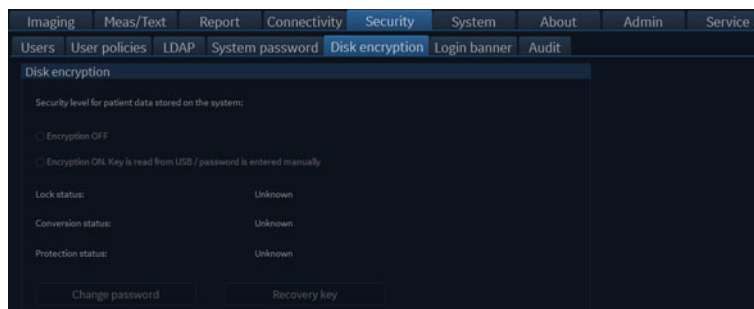 Imaging Meas/Text Report Connectivity Security System About Admin Service
Users User policies LDAP System password Disk encryption Login banner Audit
Disk encryption
Security level for patient data stored on the system:
Encryption OFF
Encryption ON. Key is read from USB / password is entered manually
Lock status: Unknown
Conversion status: Unknown
Protection status: Unknown
Change password Recovery key